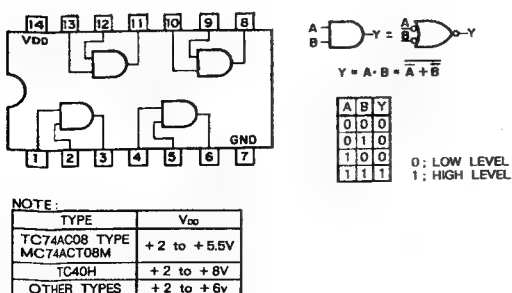 14 13 12 11 10 9 8
VDD
GND
1 2 3 4 5 6 7
A
B
Y = A B Y
Y = A · B = A + B
A B Y
0 0 0
0 1 0
1 0 0
1 1 1
0 ; LOW LEVEL
1 ; HIGH LEVEL
NOTE:
TYPE VDD
TC74AC08 TYPE
MC74ACT08M
+2 to +5.5V
TC40H +2 to +8V
OTHER TYPES +2 to +6v